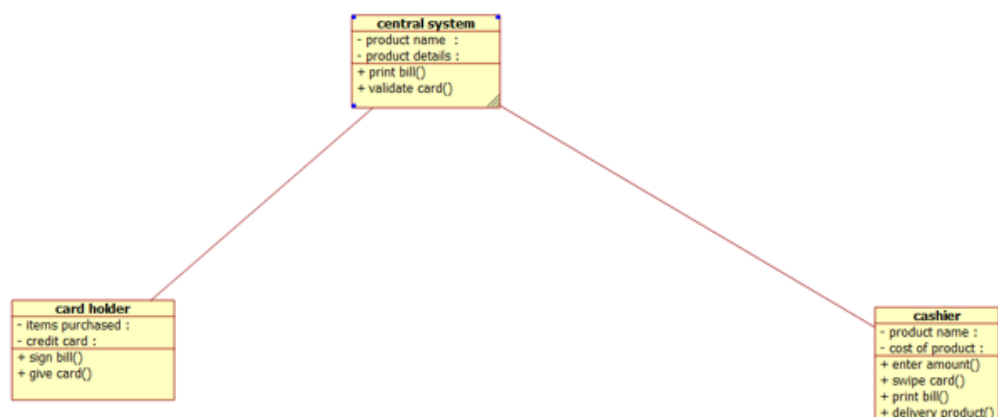 central system
- product name :
- product details :
+ print bill()
+ validate card()
card holder
- items purchased :
- credit card :
+ sign bill()
+ give card()
cashier
- product name :
- cost of product :
+ enter amount()
+ swipe card()
+ print bill()
+ delivery product()